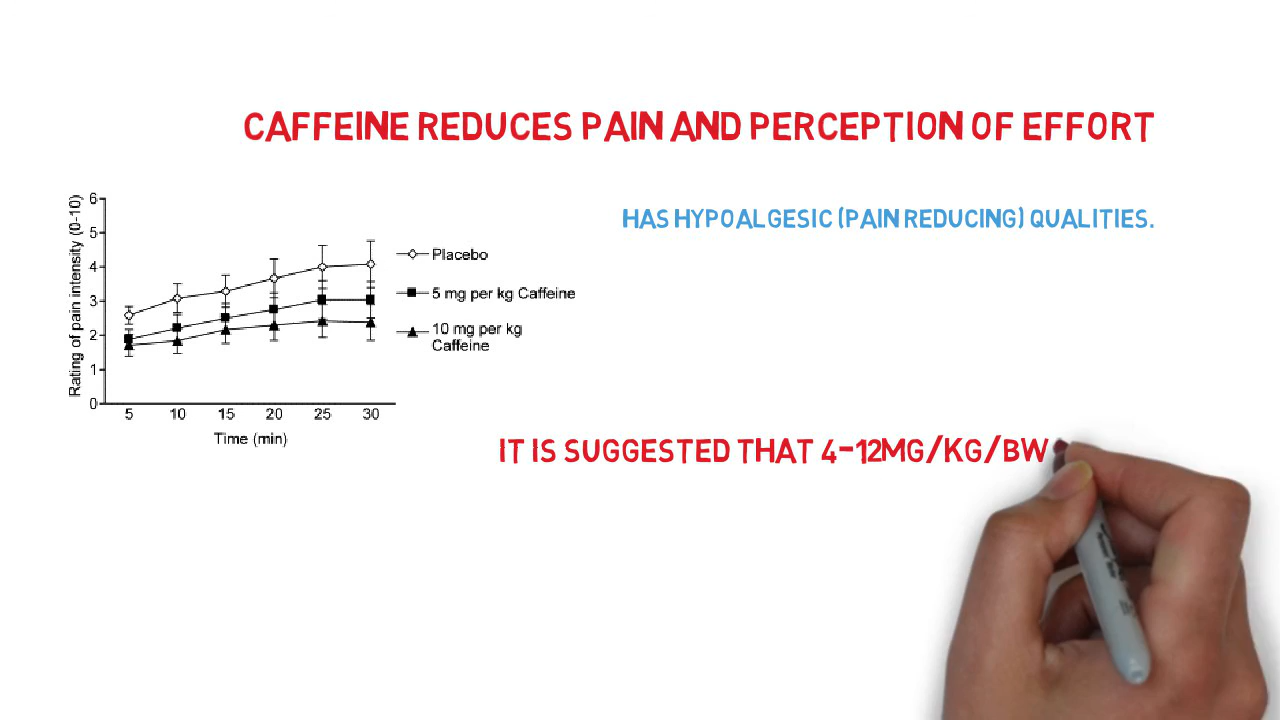 CAFFEINE REDUCES PAIN AND PERCEPTION OF EFFORT
HAS HYPOALGESIC (PAIN REDUCING) QUALITIES.
Rating of pain intensity (0-10)
6
5
4
3
2
1
0
5 10 15 20 25 30
Time (min)
Placebo
5 mg per kg Caffeine
10 mg per kg
Caffeine
IT IS SUGGESTED THAT 4-12MG/KG/BW